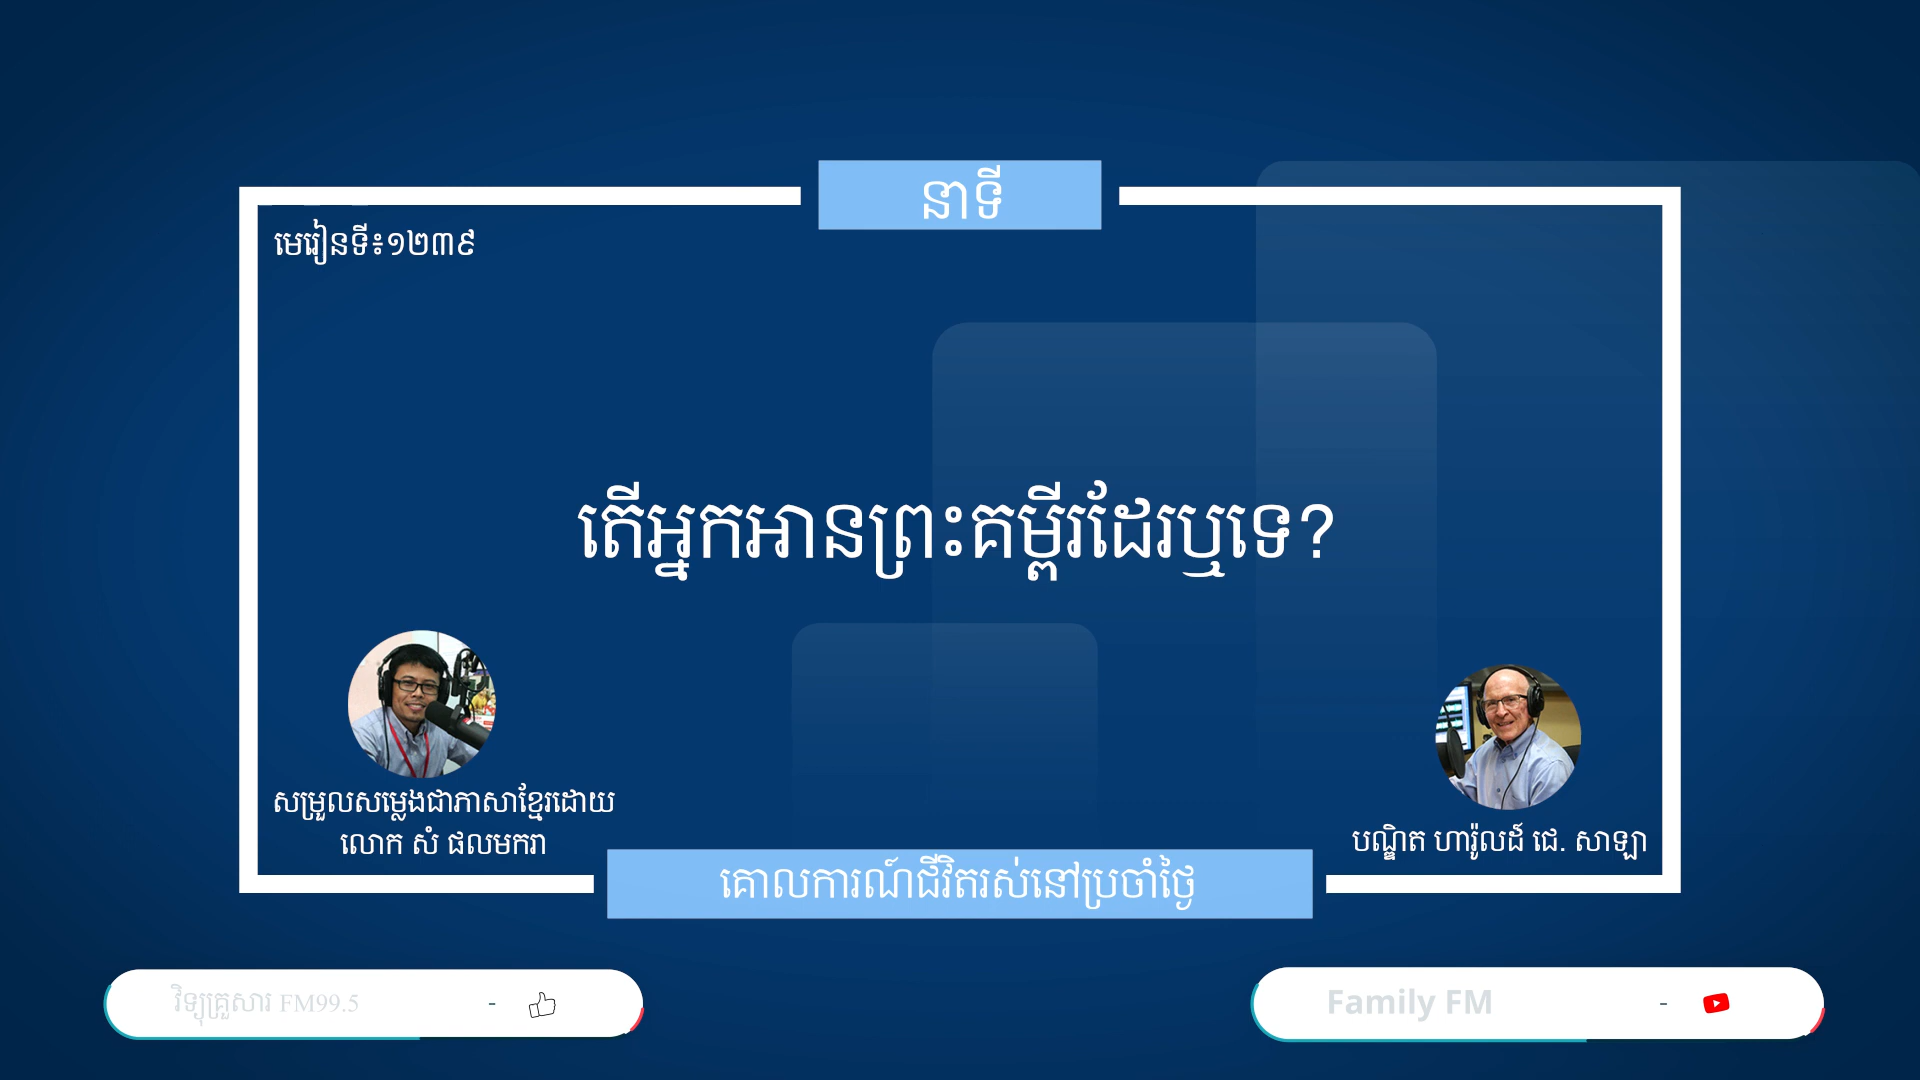 នាទី
មេរៀនទី៖១២៣៩
តើអ្នកអានព្រះគម្ពីរដែរឬទេ?
សម្រួលសម្លេងជាភាសាខ្មែរដោយ
លោក សំ ផលមករា
បណ្ឌិត ហារ៉ូលដ៍ ជេ. សាឡា
គោលការណ៍ជីវិតរស់នៅប្រចាំថ្ងៃ
វិទ្យុគ្រួសារ FM99.5 -
Family FM -